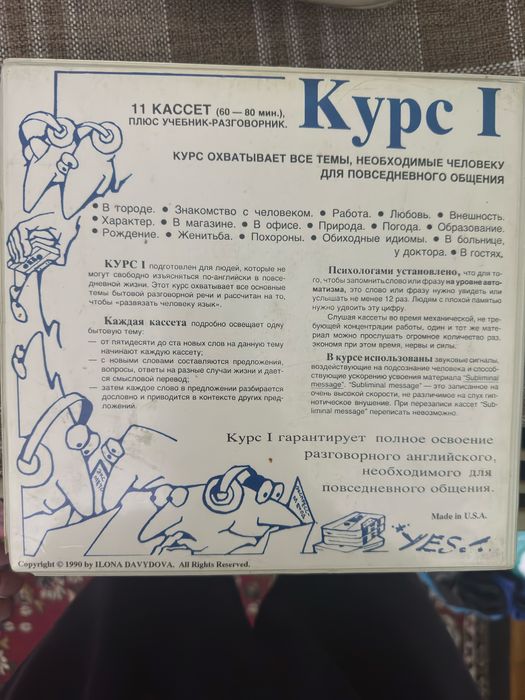 11 КАССЕТ (60 — 80 мин.),
ПЛЮС УЧЕБНИК-РАЗГОВОРНИК.
Курс I
КУРС ОХВАТЫВАЕТ ВСЕ ТЕМЫ, НЕОБХОДИМЫЕ ЧЕЛОВЕКУ
ДЛЯ ПОВСЕДНЕВНОГО ОБЩЕНИЯ
● В городе. ● Знакомство с человеком. ● Работа. ● Любовь. ● Внешность.
● Характер. ● В магазине. ● В офисе. ● Природа. ● Погода. ● Образование.
● Рождение. ● Женитьба. ● Похороны. ● Обиходные идиомы. ● В больнице,
у доктора. ● В гостях.
КУРС I подготовлен для людей, которые не
могут свободно изъясниться по-английски в повсе-
дневной жизни. Этот курс охватывает все основные
темы бытовой разговорной речи и рассчитан на то,
чтобы «развязать человеку язык».
Каждая кассета подробно освещает одну
бытовую тему:
— от пятидесяти до ста новых слов на данную тему
начинают каждую кассету;
— с новыми словами составляются предложения,
вопросы, ответы на разные случаи жизни и дает-
ся смысловой перевод;
— затем каждое слово в предложении разбирается
дословно и приводится в контексте других пред-
ложений.
Психологами установлено, что для то-
го, чтобы запомнить слово или фразу на уровне авто-
матизма, это слово или фразу нужно увидеть или
услышать не менее 12 раз. Людям с плохой памятью
нужно удвоить эту цифру.
Слушая кассеты во время механической, не тре-
бующей концентрации работы, один и тот же мате-
риал можно прослушать огромное количество раз,
экономя при этом время, нервы и силы.
В курсе использованы звуковые сигналы,
воздействующие на подсознание человека и способ-
ствующие ускорению усвоения материала "Subliminal
message". "Subliminal message" — это записанное на
очень высокой скорости, не различимое на слух гип-
нотическое внушение. При перезаписи кассет "Sub-
liminal message" переписать невозможно.
Курс I гарантирует полное освоение
разговорного английского,
необходимого для
повседневного общения.
Made in U.S.A.
YES!
Copyright © 1990 by ILONA DAVYDOVA. All Rights Reserved.